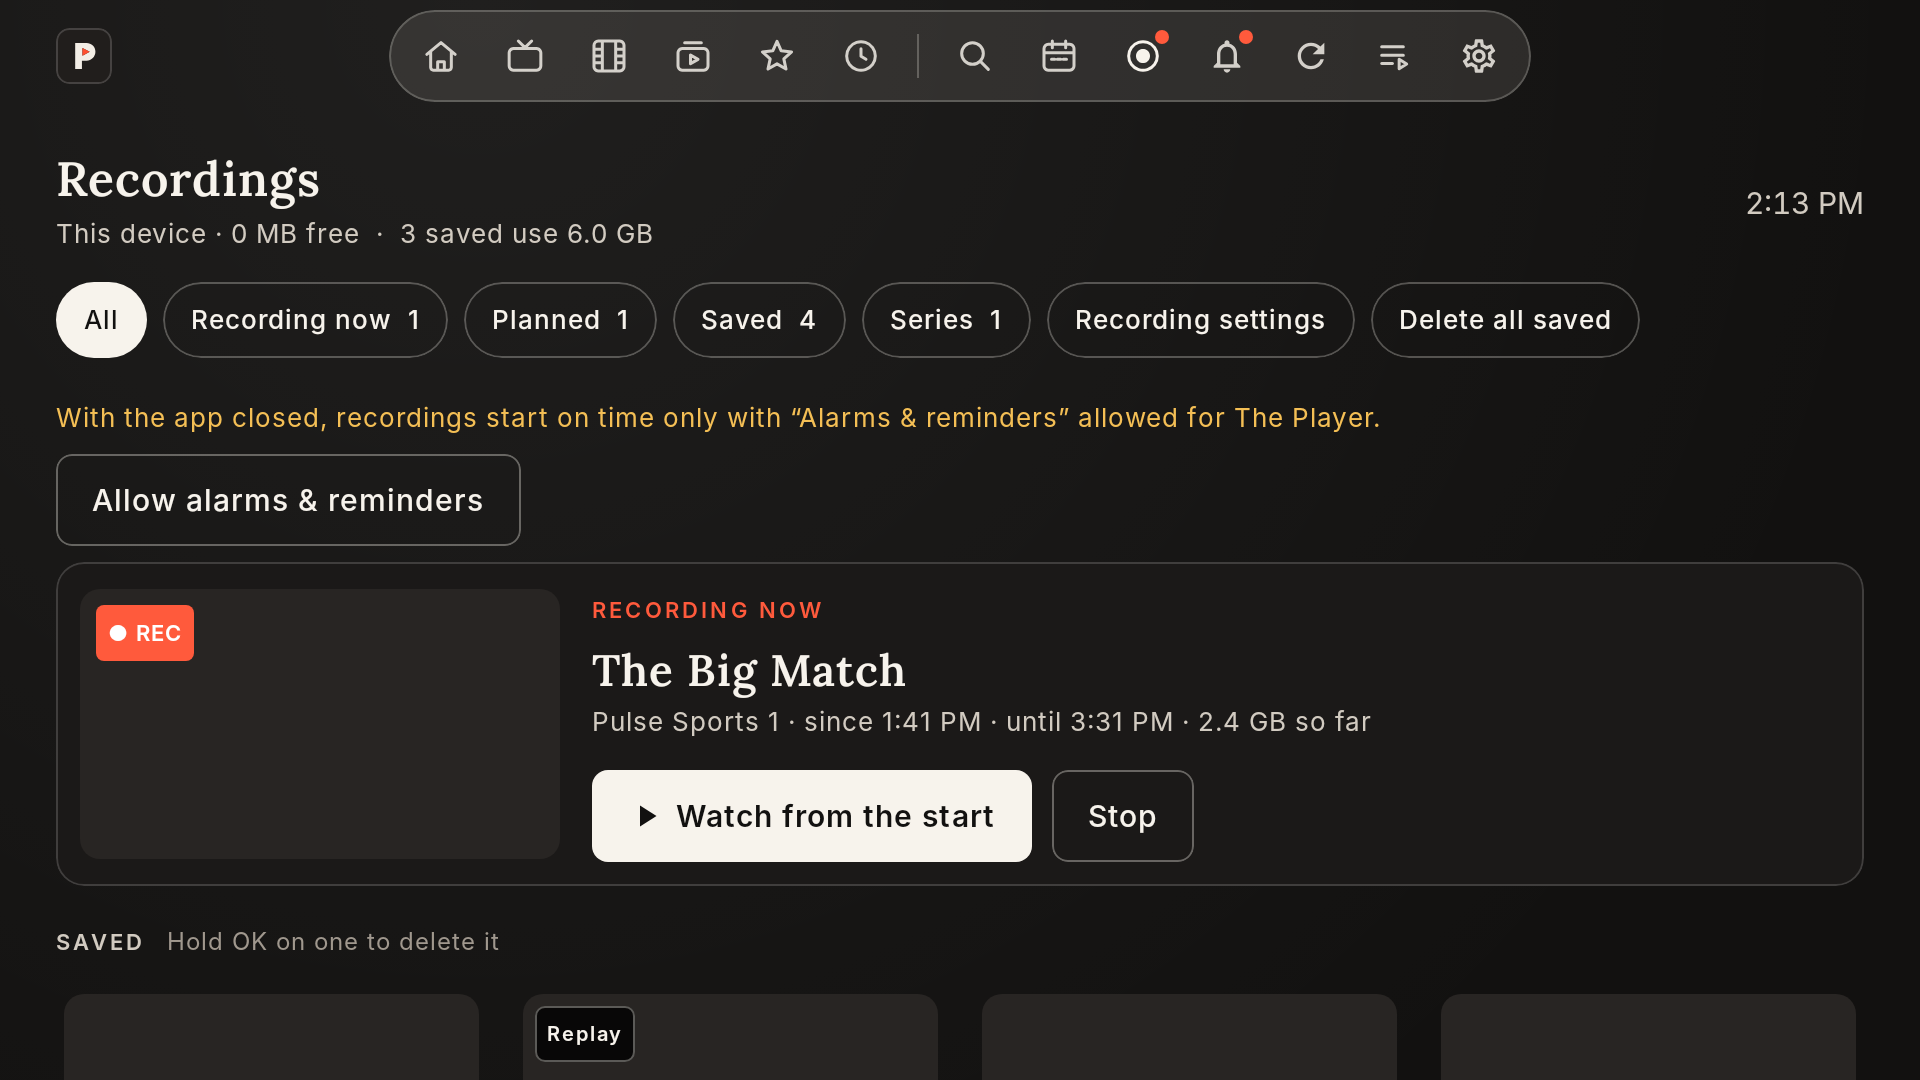 P
Recordings
2:13 PM
This device · 0 MB free · 3 saved use 6.0 GB
All
Recording now 1
Planned 1
Saved 4
Series 1
Recording settings
Delete all saved
With the app closed, recordings start on time only with “Alarms & reminders” allowed for The Player.
Allow alarms & reminders
REC
RECORDING NOW
The Big Match
Pulse Sports 1 · since 1:41 PM · until 3:31 PM · 2.4 GB so far
Watch from the start
Stop
SAVED Hold OK on one to delete it
Replay